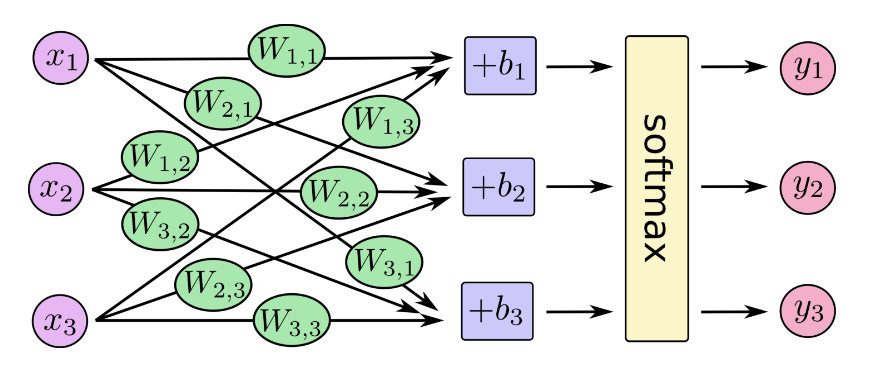 x₁ W₁,₁ +b₁ y₁
W₂,₁
W₁,₃
W₁,₂
x₂ W₂,₂ +b₂ softmax y₂
W₃,₂
W₃,₁
W₂,₃
x₃ W₃,₃ +b₃ y₃